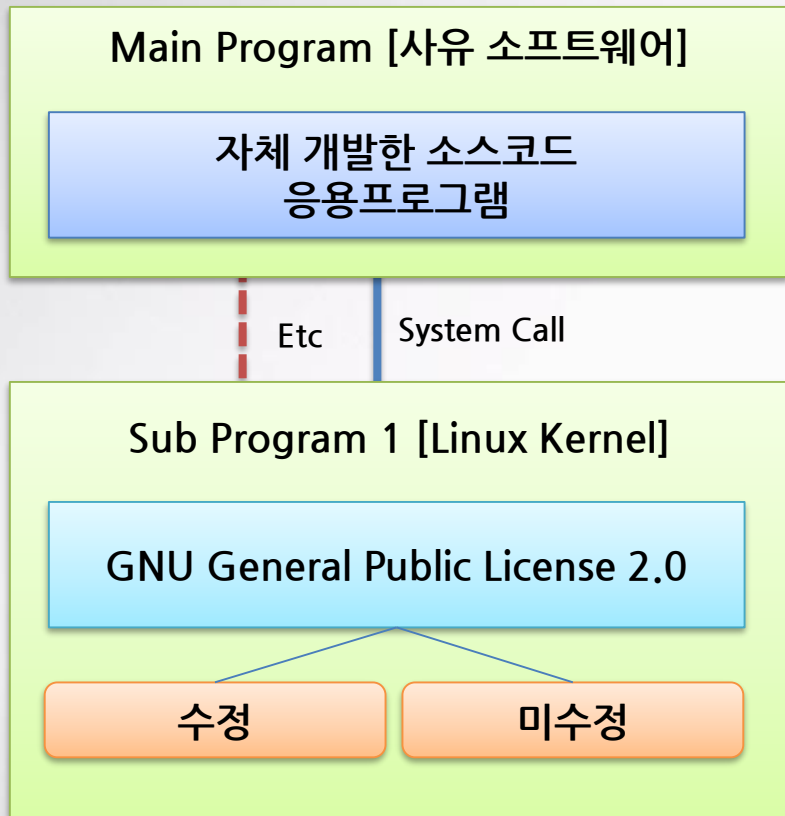 Main Program [사유 소프트웨어]
자체 개발한 소스코드
응용프로그램
Etc
System Call
Sub Program 1 [Linux Kernel]
GNU General Public License 2.0
수정
미수정